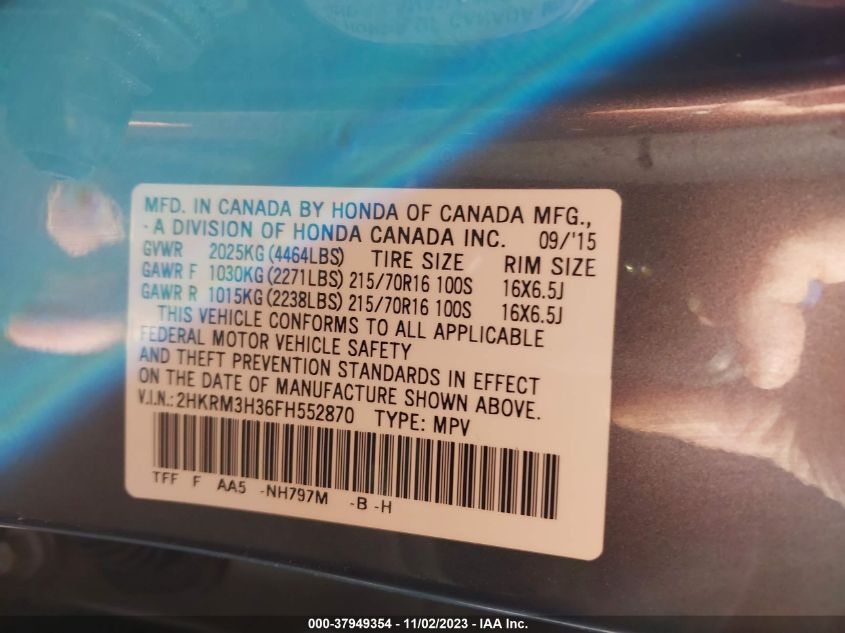 MFD. IN CANADA BY HONDA OF CANADA MFG.,
- A DIVISION OF HONDA CANADA INC. 09/'15
GVWR 2025KG (4464LBS) TIRE SIZE RIM SIZE
GAWR F 1030KG (2271LBS) 215/70R16 100S 16X6.5J
GAWR R 1015KG (2238LBS) 215/70R16 100S 16X6.5J
THIS VEHICLE CONFORMS TO ALL APPLICABLE
FEDERAL MOTOR VEHICLE SAFETY
AND THEFT PREVENTION STANDARDS IN EFFECT
ON THE DATE OF MANUFACTURE SHOWN ABOVE.
V.I.N.: 2HKRM3H36FH552870 TYPE: MPV
TFF F AA5 -NH797M -B -H
000-37949354 - 11/02/2023 - IAA Inc.